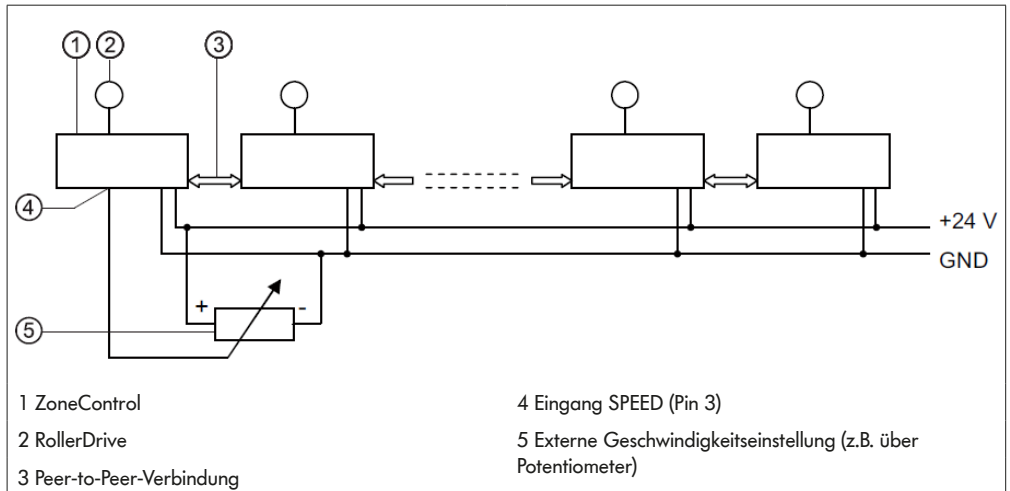 ① ② ③
④
+24 V
GND
+ -
⑤
1 ZoneControl
2 RollerDrive
3 Peer-to-Peer-Verbindung
4 Eingang SPEED (Pin 3)
5 Externe Geschwindigkeitseinstellung (z.B. über
Potentiometer)